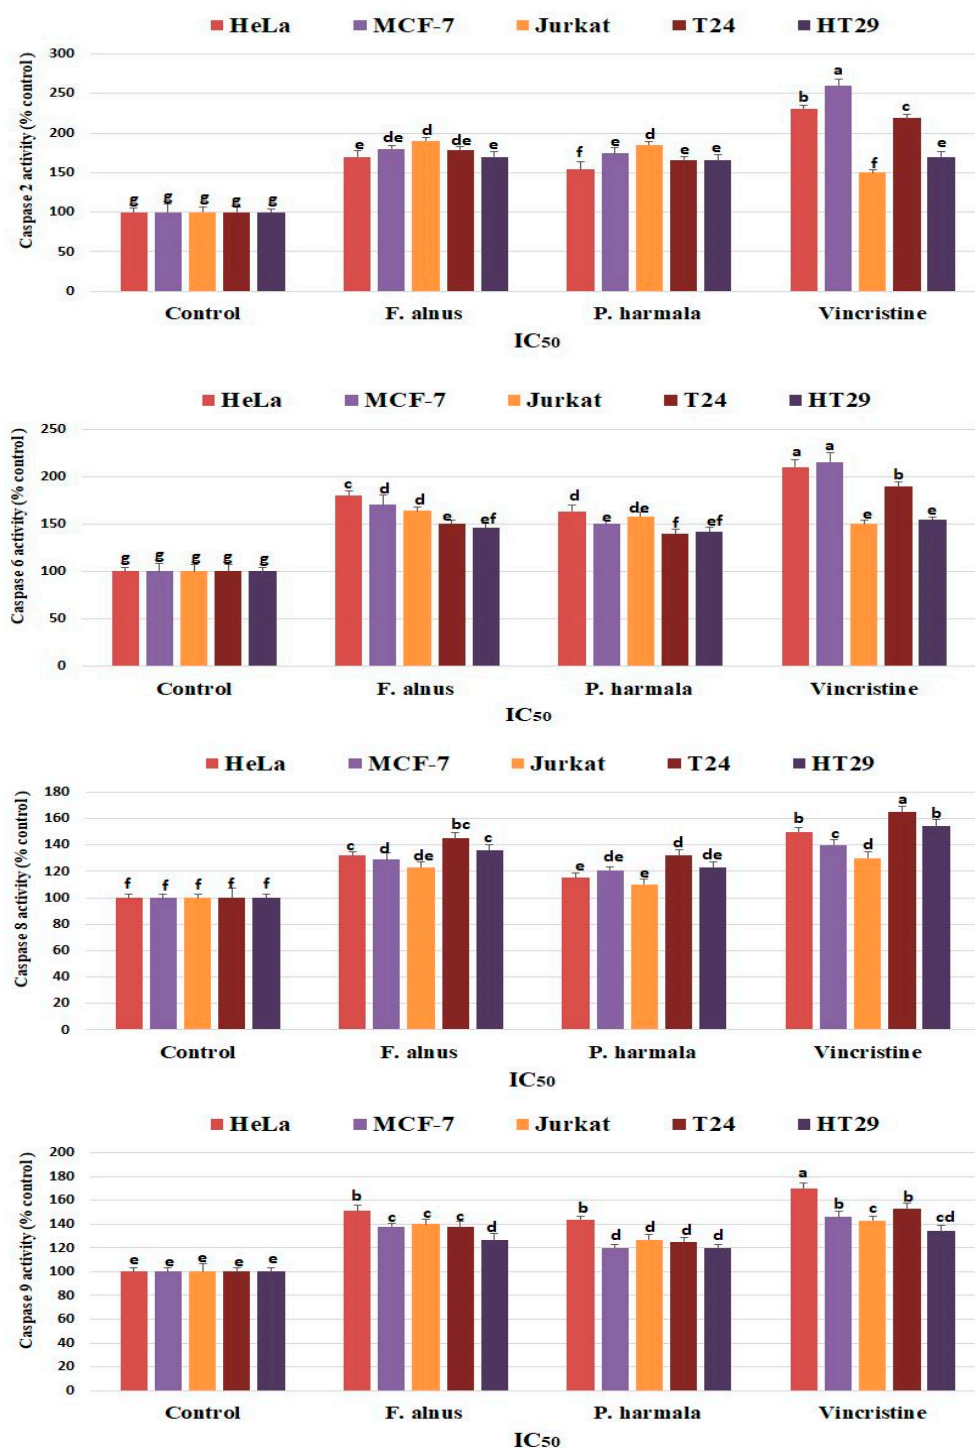 HeLa MCF-7 Jurkat T24 HT29
Caspase 2 activity (% control)
300
250
200
150
100
50
0
g g g g g
e de d de e
f e d e e
b a f c e
Control F. alnus P. harmala Vincristine
IC50
HeLa MCF-7 Jurkat T24 HT29
Caspase 6 activity (% control)
250
200
150
100
50
0
g g g g g
c d d e ef
d e de f ef
a a e b e
Control F. alnus P. harmala Vincristine
IC50
HeLa MCF-7 Jurkat T24 HT29
Caspase 8 activity (% control)
180
160
140
120
100
80
60
40
20
0
f f f f f
c d de bc c
e de e d de
b c d a b
Control F. alnus P. harmala Vincristine
IC50
HeLa MCF-7 Jurkat T24 HT29
Caspase 9 activity (% control)
200
180
160
140
120
100
80
60
40
20
0
e e e e e
b c c c d
b d d d d
a b c b cd
Control F. alnus P. harmala Vincristine
IC50